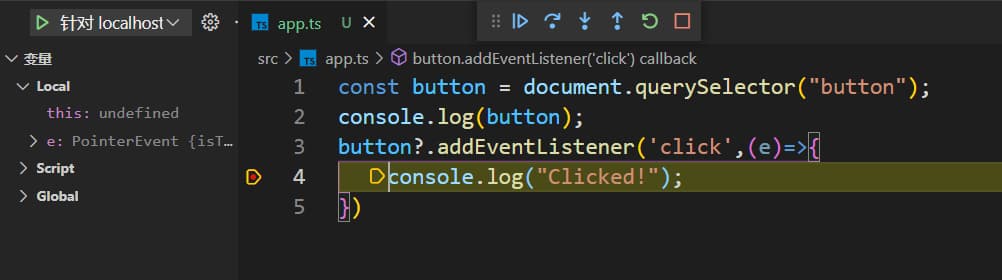 针对 localhost
TS app.ts U
变量
Local
this: undefined
e: PointerEvent {isT…
Script
Global
src > TS app.ts > button.addEventListener('click') callback
1 const button = document.querySelector("button");
2 console.log(button);
3 button?.addEventListener('click',(e)=>{
4 console.log("Clicked!");
5 })